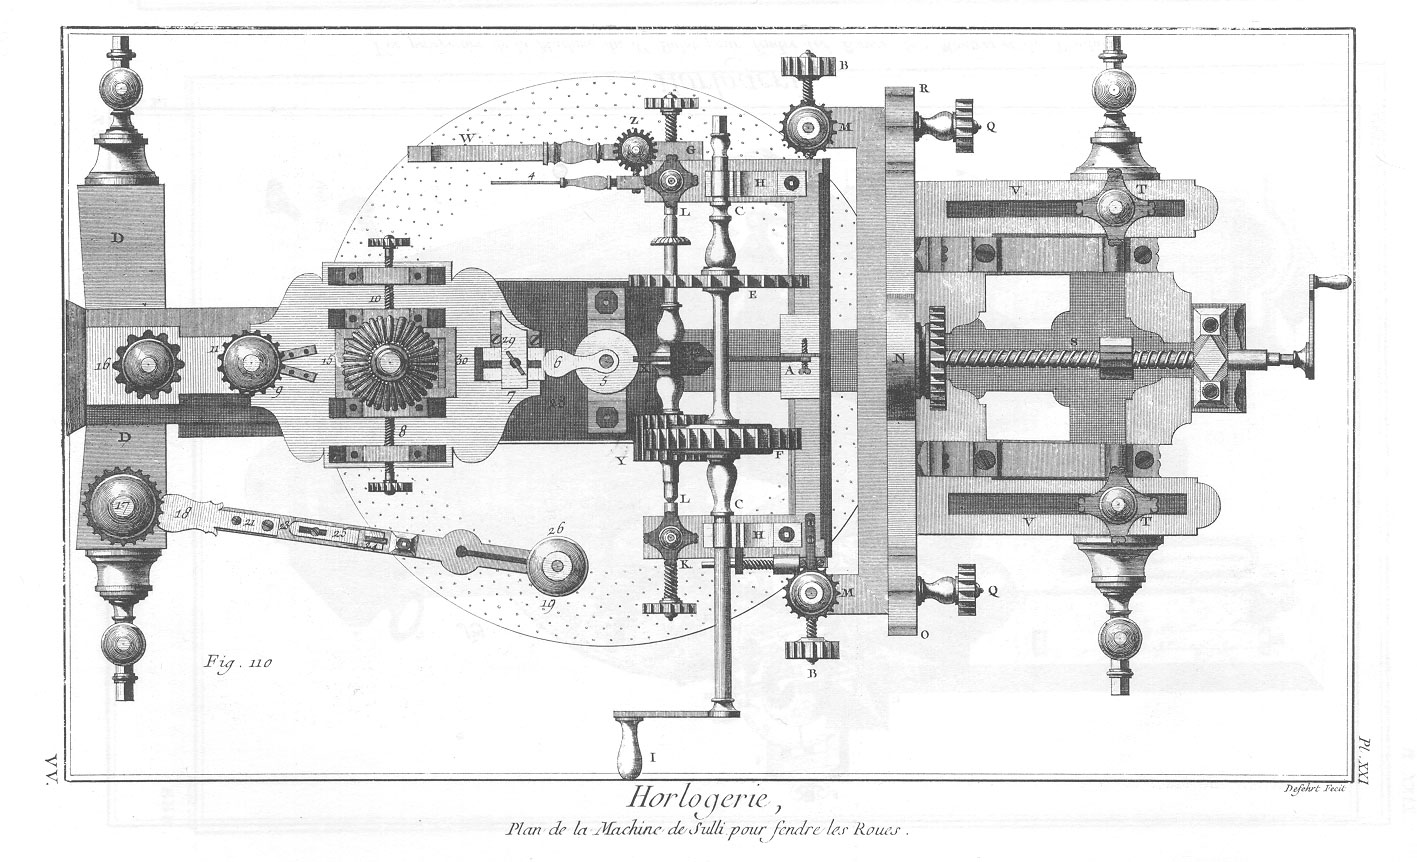 B
R
M
Q
Z
W
G
4
H
V.
T
L
C
D
E
10
11
29
16
15
30
6
A
N
8
9
7
5
X
23
8
D
Y
F
17
L
C
18
21
25
24
26
V
T
H
K
19
M
Q
O
B
Fig. 110
I
VV.
Pl. XXI
Defehrt Fecit
Horlogerie,
Plan de la Machine de Sulli pour fendre les Roues.